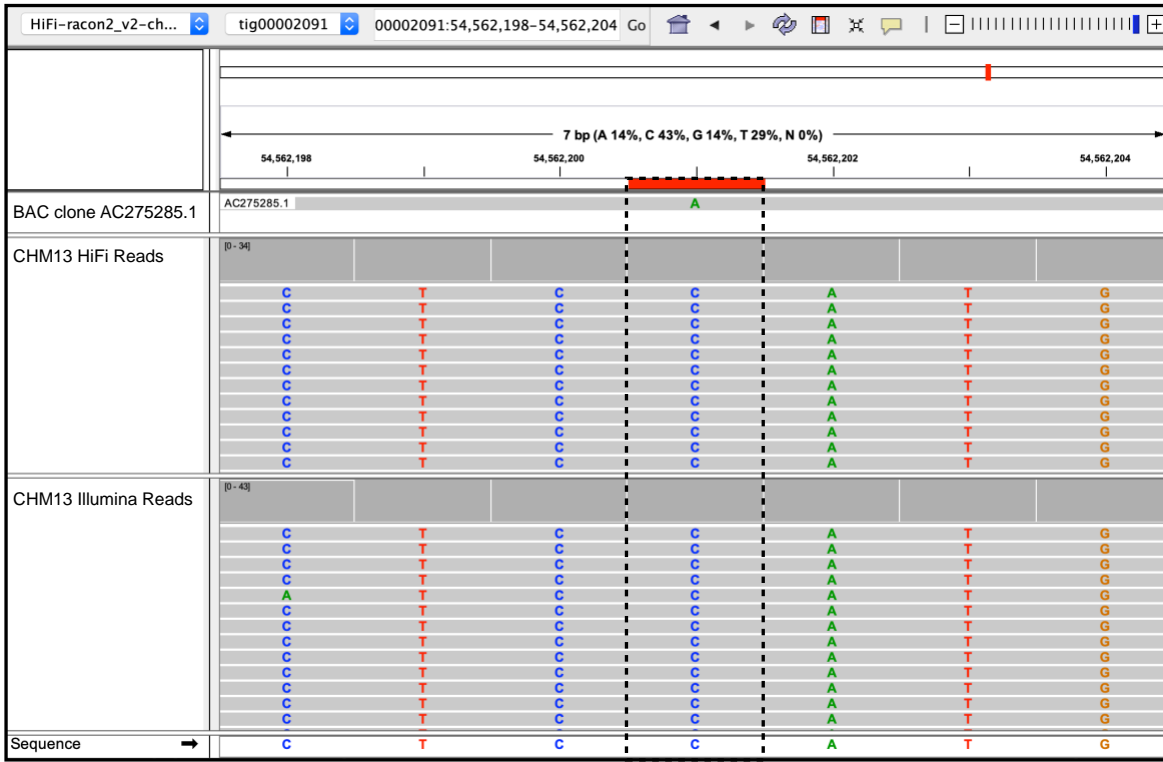 HiFi-racon2_v2-ch... tig00002091 00002091:54,562,198–54,562,204 Go
7 bp (A 14%, C 43%, G 14%, T 29%, N 0%)
54,562,198 54,562,200 54,562,202 54,562,204
BAC clone AC275285.1 AC275285.1 A
CHM13 HiFi Reads [0 - 34]
C T C C A T G
C T C C A T G
C T C C A T G
C T C C A T G
C T C C A T G
C T C C A T G
C T C C A T G
C T C C A T G
C T C C A T G
C T C C A T G
C T C C A T G
C T C C A T G
CHM13 Illumina Reads [0 - 43]
C T C C A T G
C T C C A T G
C T C C A T G
C T C C A T G
A T C C A T G
C T C C A T G
C T C C A T G
C T C C A T G
C T C C A T G
C T C C A T G
C T C C A T G
C T C C A T G
C T C C A T G
Sequence ➡ C T C C A T G